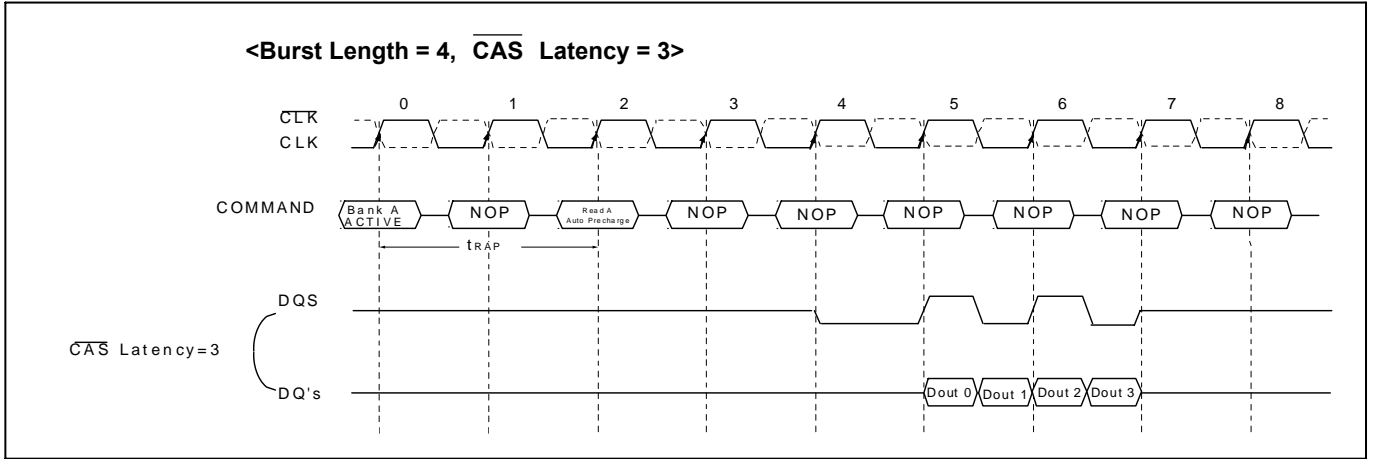 <Burst Length = 4, CAS Latency = 3>
0 1 2 3 4 5 6 7 8
CLK
CLK
COMMAND
Bank A
ACTIVE
NOP
Read A
Auto Precharge
NOP
NOP
NOP
NOP
NOP
NOP
tRAP
DQS
CAS Latency=3
DQ's
Dout 0 Dout 1 Dout 2 Dout 3